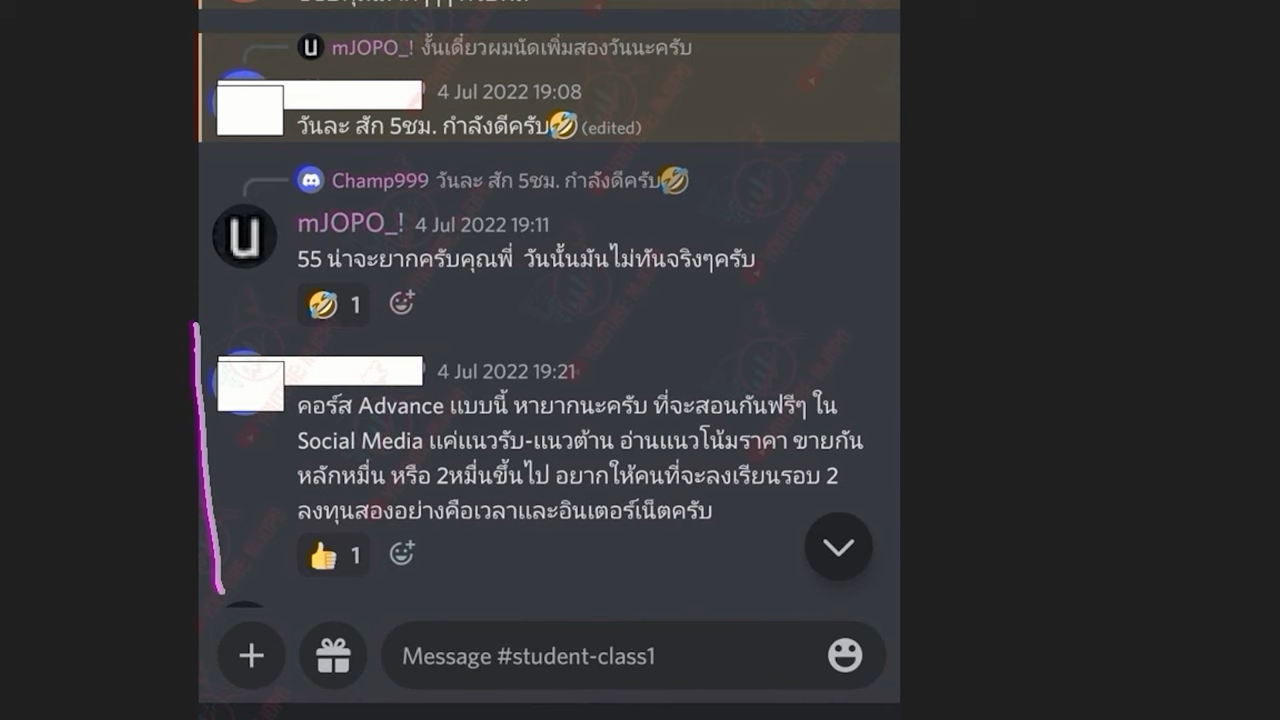 mJOPO_! งั้นเดี๋ยวผมนัดเพิ่มสองวันนะครับ
4 Jul 2022 19:08
วันละ สัก 5ชม. กำลังดีครับ🤣 (edited)
Champ999 วันละ สัก 5ชม. กำลังดีครับ🤣
mJOPO_! 4 Jul 2022 19:11
55 น่าจะยากครับคุณพี่ วันนั้นมันไม่ทันจริงๆครับ
🤣 1
4 Jul 2022 19:21
คอร์ส Advance แบบนี้ หายากนะครับ ที่จะสอนกันฟรีๆ ใน
Social Media แค่แนวรับ-แนวต้าน อ่านแนวโน้มราคา ขายกัน
หลักหมื่น หรือ 2หมื่นขึ้นไป อยากให้คนที่จะลงเรียนรอบ 2
ลงทุนสองอย่างคือเวลาและอินเตอร์เน็ตครับ
👍 1
Message #student-class1